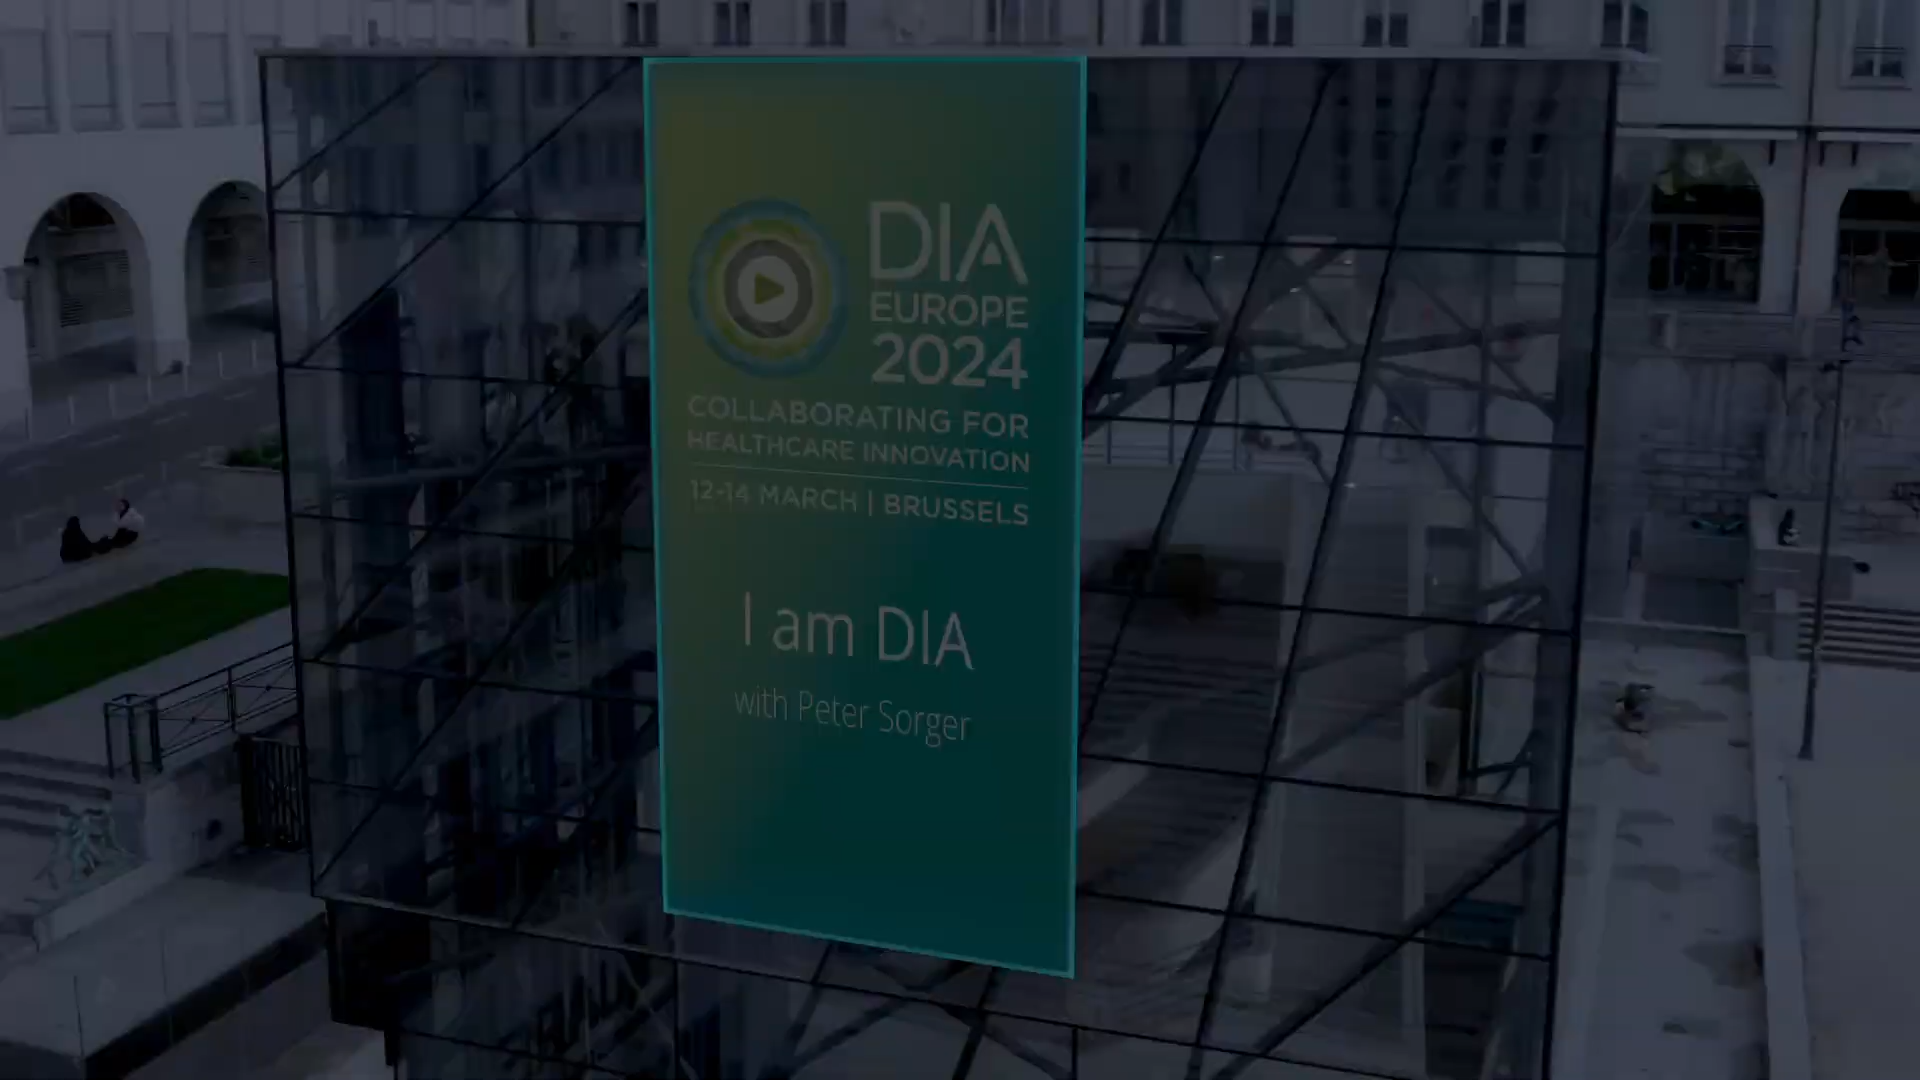 DIA
EUROPE
2024
COLLABORATING FOR
HEALTHCARE INNOVATION
12-14 MARCH | BRUSSELS
I am DIA
with Peter Sorger